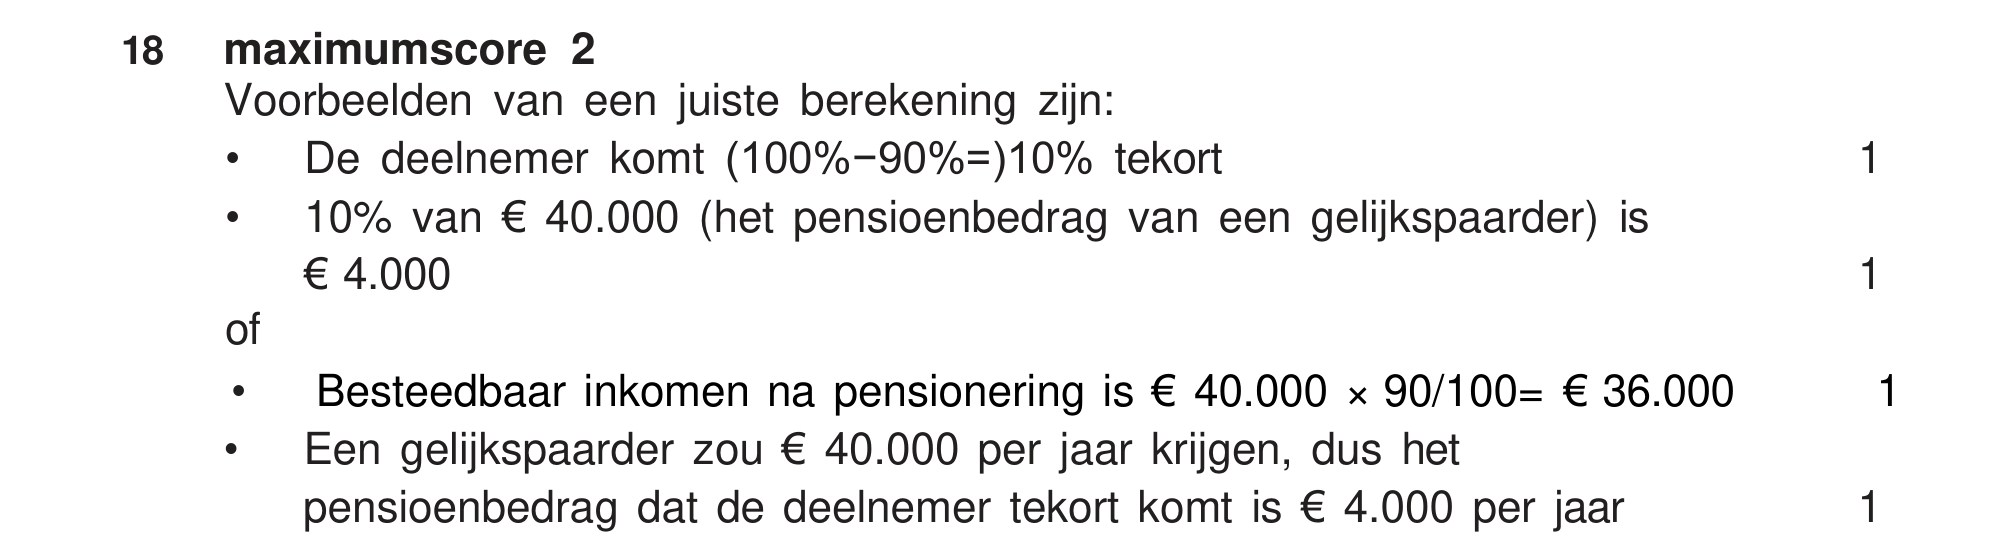 18 maximumscore 2
Voorbeelden van een juiste berekening zijn:
• De deelnemer komt (100%−90%=)10% tekort 1
• 10% van € 40.000 (het pensioenbedrag van een gelijkspaarder) is
€ 4.000 1
of
• Besteedbaar inkomen na pensionering is € 40.000 × 90/100= € 36.000 1
• Een gelijkspaarder zou € 40.000 per jaar krijgen, dus het
pensioenbedrag dat de deelnemer tekort komt is € 4.000 per jaar 1